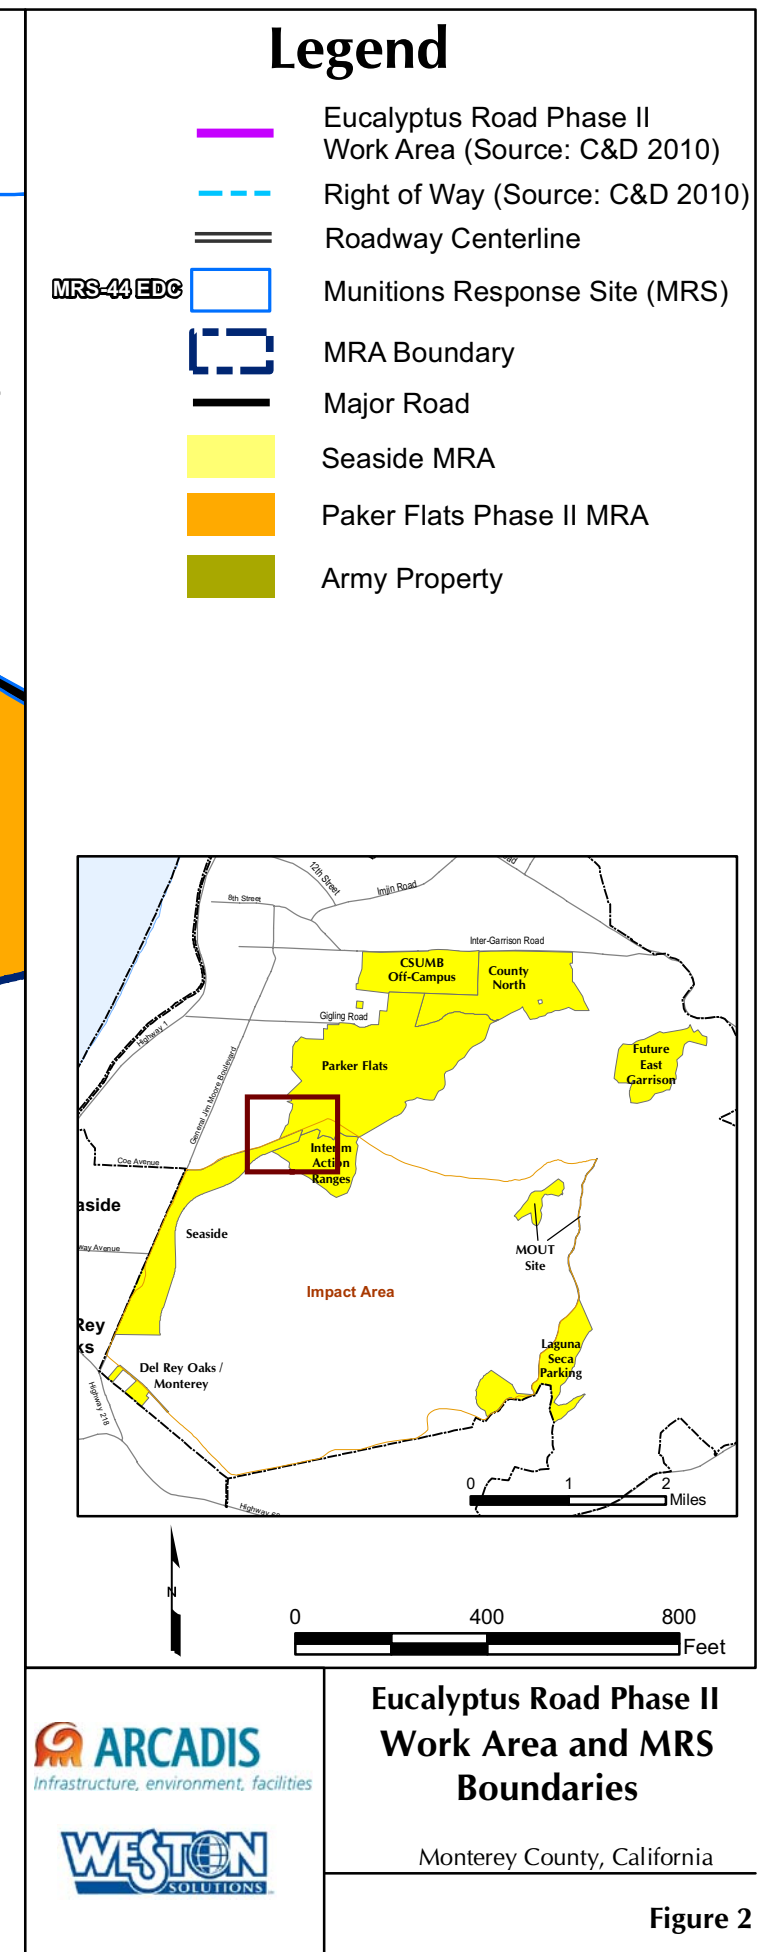 Legend
Eucalyptus Road Phase II
Work Area (Source: C&D 2010)
Right of Way (Source: C&D 2010)
Roadway Centerline
MRS-44 EDC
Munitions Response Site (MRS)
MRA Boundary
Major Road
Seaside MRA
Paker Flats Phase II MRA
Army Property
12th Street
Imjin Road
8th Street
Inter-Garrison Road
CSUMB
Off-Campus
County
North
Gigling Road
Highway 1
General Jim Moore Boulevard
Parker Flats
Future
East
Garrison
Coe Avenue
Interim
Action
Ranges
aside
Seaside
way Avenue
MOUT
Site
Impact Area
Rey
ks
Laguna
Seca
Parking
Del Rey Oaks /
Monterey
Highway 218
0 1 2
Miles
Highway 68
N
0 400 800
Feet
Eucalyptus Road Phase II
Work Area and MRS
Boundaries
ARCADIS
Infrastructure, environment, facilities
WESTON
SOLUTIONS
Monterey County, California
Figure 2